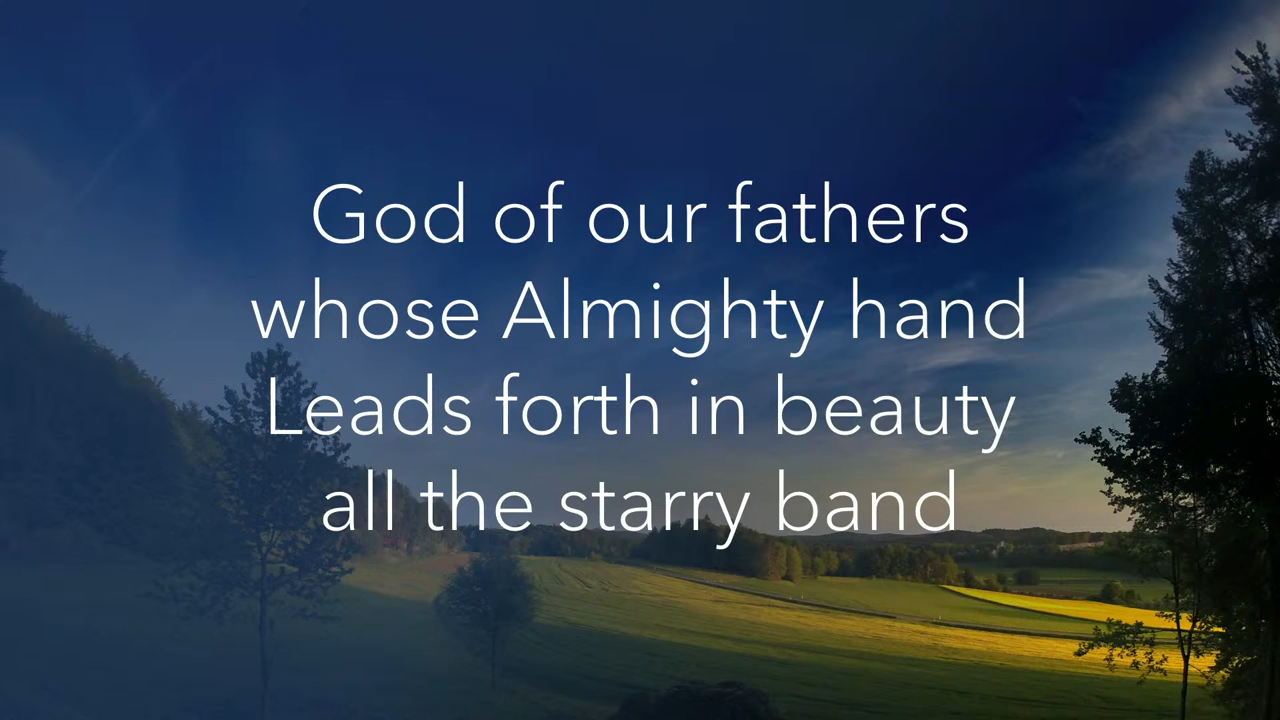 God of our fathers
whose Almighty hand
Leads forth in beauty
all the starry band